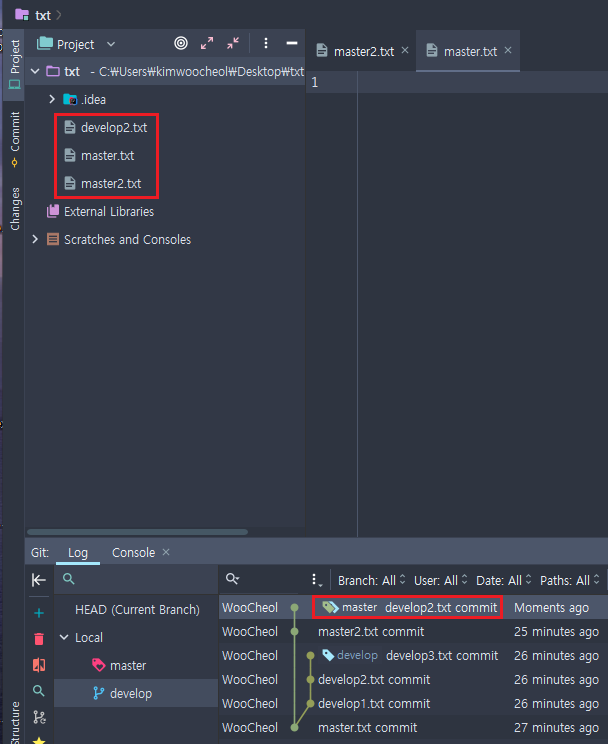 txt
Project
Commit
Changes
Structure
Project
txt - C:\Users\kimwoocheol\Desktop\txt
.idea
develop2.txt
master.txt
master2.txt
External Libraries
Scratches and Consoles
master2.txt
master.txt
1
Git: Log Console
Branch: All User: All Date: All Paths: All
HEAD (Current Branch)
Local
master
develop
WooCheol master develop2.txt commit Moments ago
WooCheol master2.txt commit 25 minutes ago
WooCheol develop develop3.txt commit 26 minutes ago
WooCheol develop2.txt commit 26 minutes ago
WooCheol develop1.txt commit 26 minutes ago
WooCheol master.txt commit 27 minutes ago